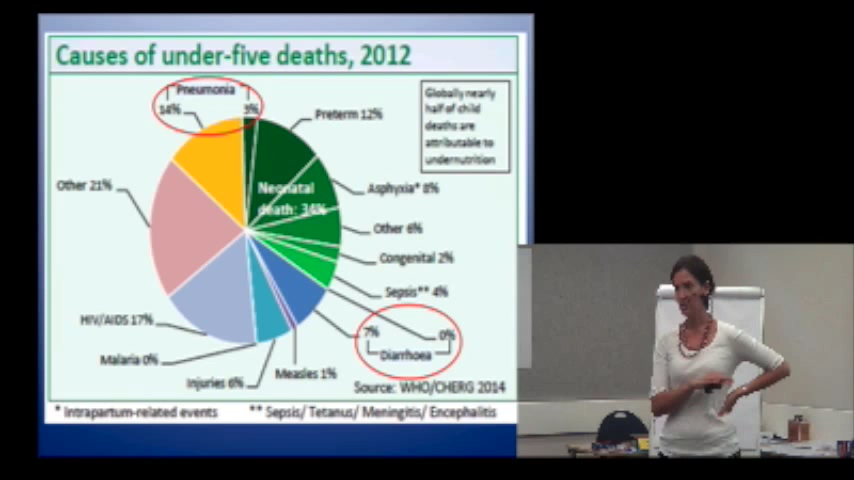 Causes of under-five deaths, 2012
Pneumonia
14%
3%
Preterm 12%
Globally nearly
half of child
deaths are
attributable to
undernutrition
Other 21%
Neonatal
death: 34%
Asphyxia* 8%
Other 6%
Congenital 2%
Sepsis** 4%
HIV/AIDS 17%
7%
0%
Diarrhoea
Malaria 0%
Injuries 6%
Measles 1%
Source: WHO/CHERG 2014
* Intrapartum-related events
** Sepsis/ Tetanus/ Meningitis/ Encephalitis